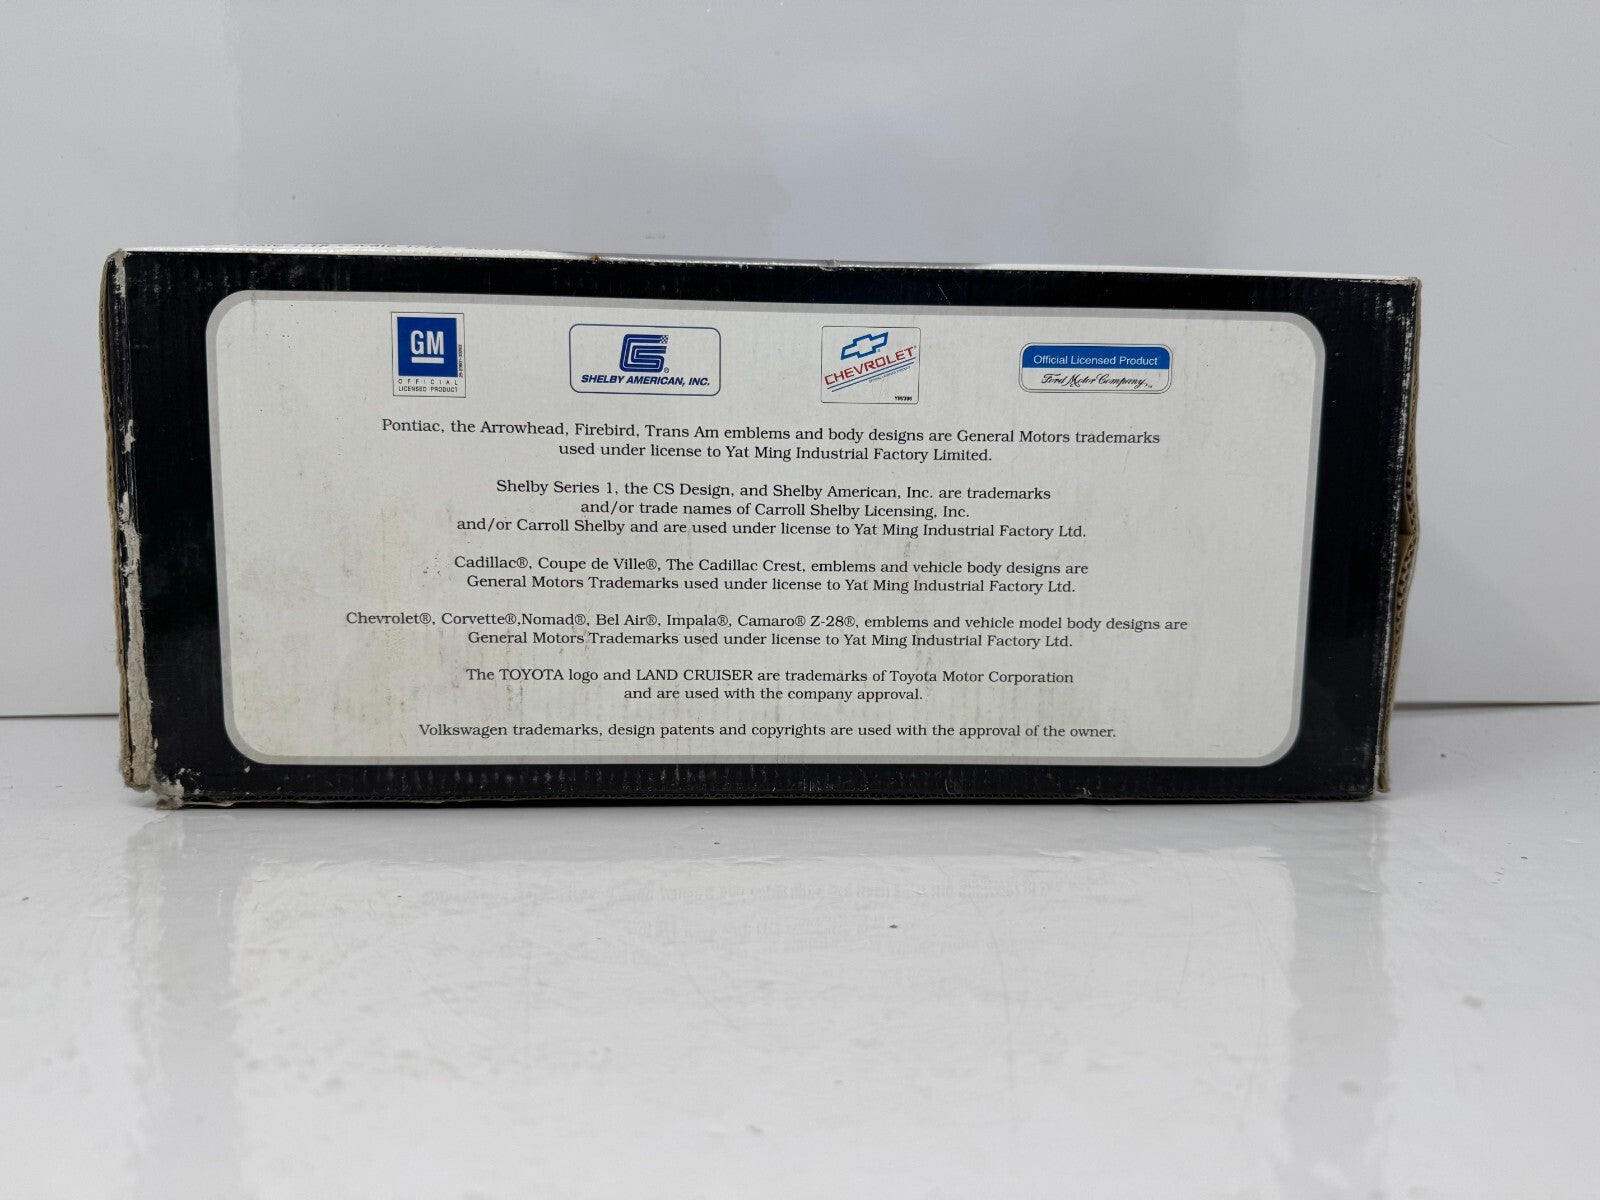 GM
OFFICIAL
LICENSED PRODUCT
CS®
SHELBY AMERICAN, INC.
CHEVROLET
Official Licensed Product
Ford Motor Company
Pontiac, the Arrowhead, Firebird, Trans Am emblems and body designs are General Motors trademarks
used under license to Yat Ming Industrial Factory Limited.
Shelby Series 1, the CS Design, and Shelby American, Inc. are trademarks
and/or trade names of Carroll Shelby Licensing, Inc.
and/or Carroll Shelby and are used under license to Yat Ming Industrial Factory Ltd.
Cadillac®, Coupe de Ville®, The Cadillac Crest, emblems and vehicle body designs are
General Motors Trademarks used under license to Yat Ming Industrial Factory Ltd.
Chevrolet®, Corvette®,Nomad®, Bel Air®, Impala®, Camaro® Z-28®, emblems and vehicle model body designs are
General Motors Trademarks used under license to Yat Ming Industrial Factory Ltd.
The TOYOTA logo and LAND CRUISER are trademarks of Toyota Motor Corporation
and are used with the company approval.
Volkswagen trademarks, design patents and copyrights are used with the approval of the owner.